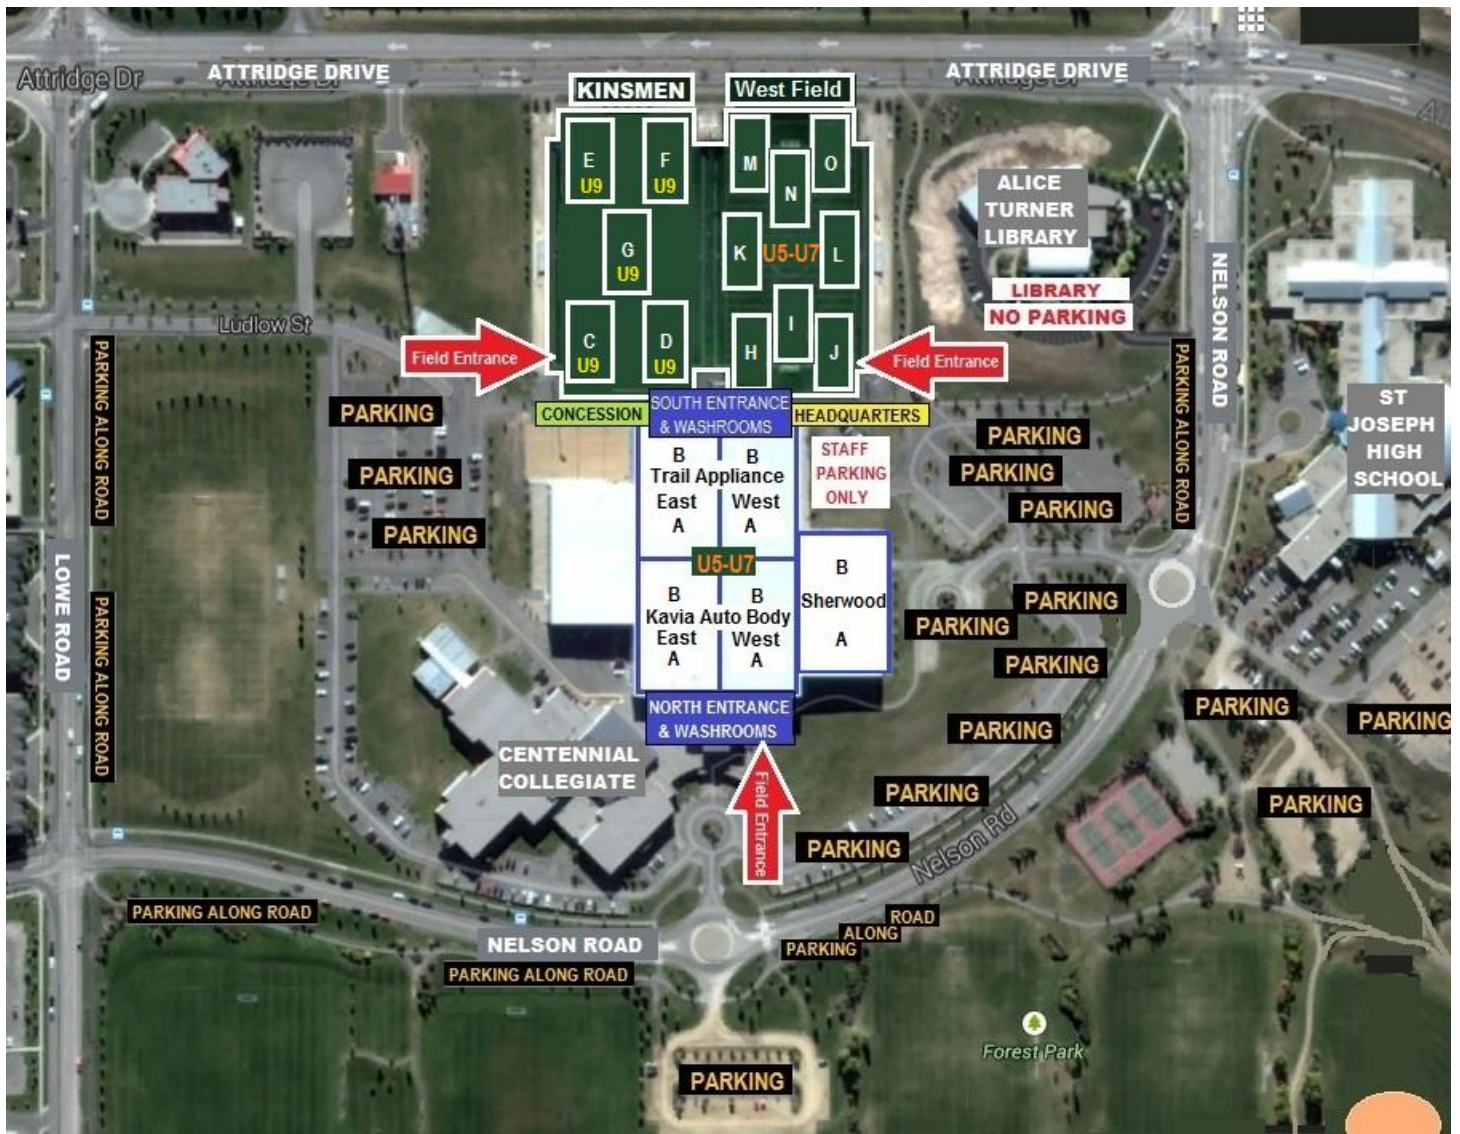 Attridge Dr
ATTRIDGE DRIVE
ATTRIDGE DRIVE
KINSMEN
West Field
E
U9
F
U9
G
U9
C
U9
D
U9
M
O
N
K
U5-U7
L
I
H
J
ALICE
TURNER
LIBRARY
LIBRARY
NO PARKING
NELSON ROAD
Ludlow St
Field Entrance
Field Entrance
PARKING ALONG ROAD
PARKING ALONG ROAD
ST
JOSEPH
HIGH
SCHOOL
PARKING
PARKING
PARKING
CONCESSION
SOUTH ENTRANCE
& WASHROOMS
HEADQUARTERS
STAFF
PARKING
ONLY
PARKING
PARKING
PARKING
B
B
Trail Appliance
East
West
A
A
U5-U7
B
B
Kavia Auto Body
East
West
A
A
B
Sherwood
A
LOWE ROAD
PARKING ALONG ROAD
PARKING
PARKING
PARKING
PARKING
PARKING
PARKING
NORTH ENTRANCE
& WASHROOMS
CENTENNIAL
COLLEGIATE
Field Entrance
PARKING
PARKING
PARKING
Nelson Rd
PARKING ALONG ROAD
NELSON ROAD
PARKING ALONG ROAD
PARKING
ALONG
ROAD
Forest Park
PARKING